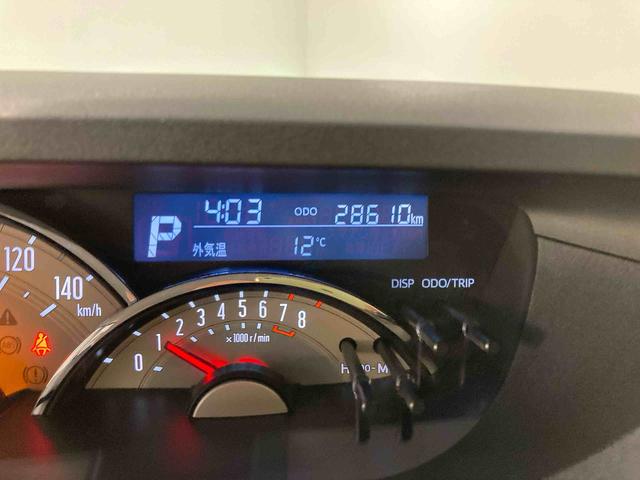 4:03 ODO 28610km
P
外気温 12℃
DISP ODO/TRIP
120
140
km/h
0 1 2 3 4 5 6 7 8
×1000 r/min